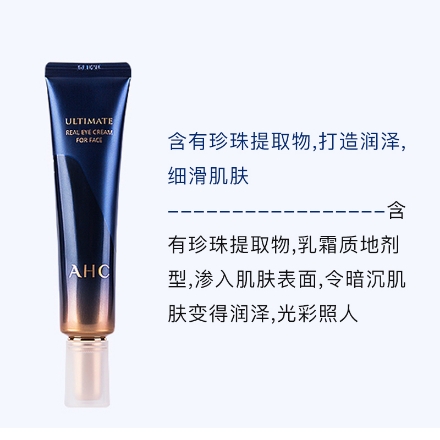 ULTIMATE
REAL EYE CREAM
FOR FACE
AHC
含有珍珠提取物,打造润泽,
细滑肌肤
-----------------含
有珍珠提取物,乳霜质地剂
型,渗入肌肤表面,令暗沉肌
肤变得润泽,光彩照人